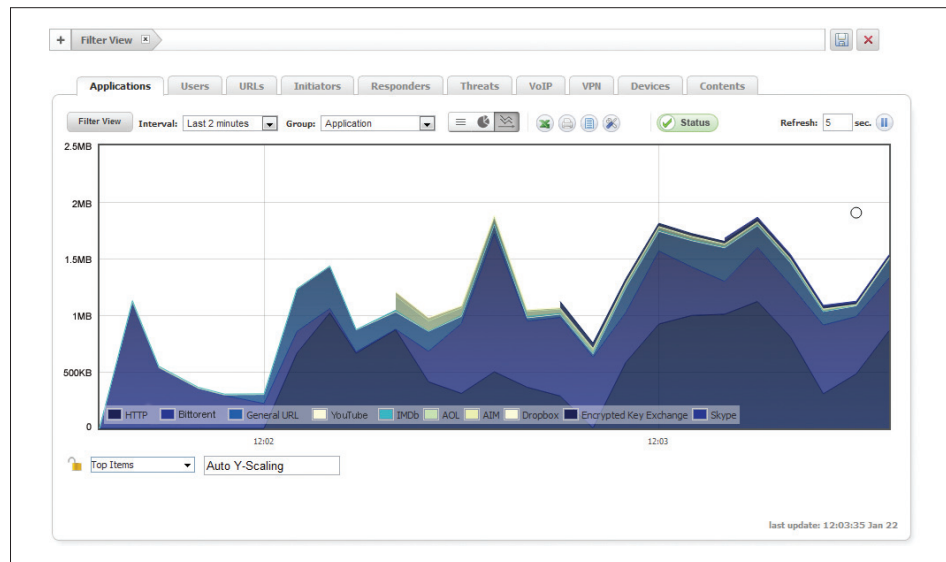 + Filter View
Applications Users URLs Initiators Responders Threats VoIP VPN Devices Contents
Filter View Interval: Last 2 minutes Group: Application Status Refresh: 5 sec.
2.5MB
2MB
1.5MB
1MB
500KB
0
HTTP Bittorent General URL YouTube IMDb AOL AIM Dropbox Encrypted Key Exchange Skype
12:02 12:03
Top Items Auto Y-Scaling
last update: 12:03:35 Jan 22